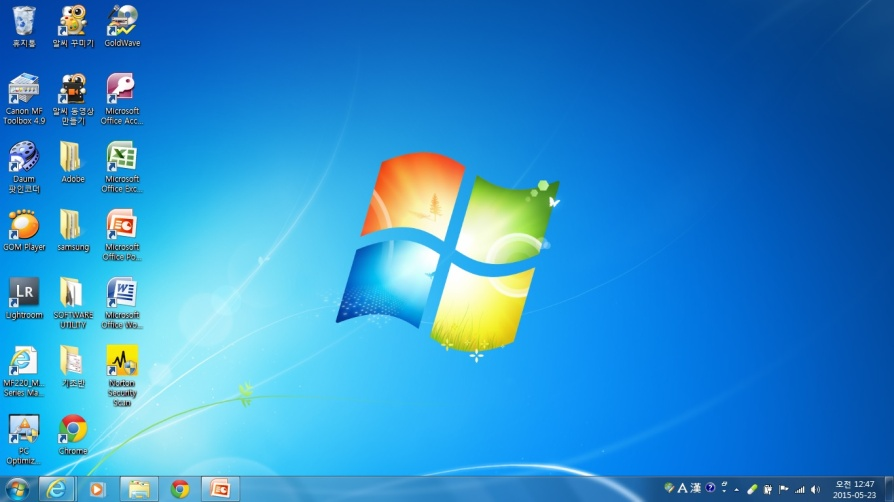 휴지통
알씨 꾸미기
GoldWave
Canon MF
Toolbox 4.9
알씨 동영상
만들기
Microsoft
Office Acc...
Daum
팟인코더
Adobe
Microsoft
Office Exc...
GOM Player
samsung
Microsoft
Office Po...
LR
Lightroom
SOFTWARE
UTILITY
Microsoft
Office Wo...
MF220_M...
Series Ma...
기초반
Norton
Security
Scan
PC
Optimiz...
Chrome
A 漢
오전 12:47
2015-05-23